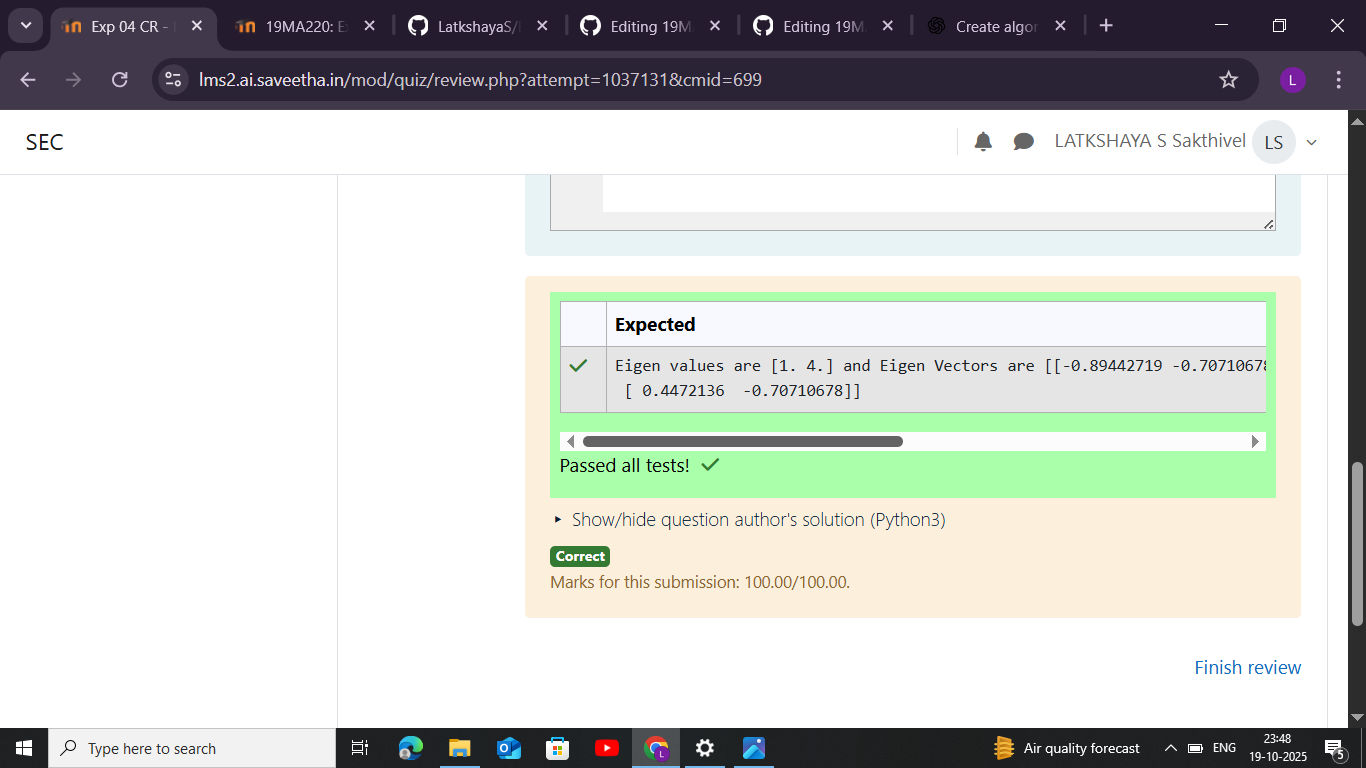 Exp 04 CR -
19MA220: E
LatkshayaS/
Editing 19M
Editing 19M
Create algor
lms2.ai.saveetha.in/mod/quiz/review.php?attempt=1037131&cmid=699
L
SEC
LATKSHAYA S Sakthivel
LS
Expected
Eigen values are [1. 4.] and Eigen Vectors are [[-0.89442719 -0.70710678
[ 0.4472136  -0.70710678]]
Passed all tests!
Show/hide question author's solution (Python3)
Correct
Marks for this submission: 100.00/100.00.
Finish review
Type here to search
L
Air quality forecast
ENG
23:48
19-10-2025
5